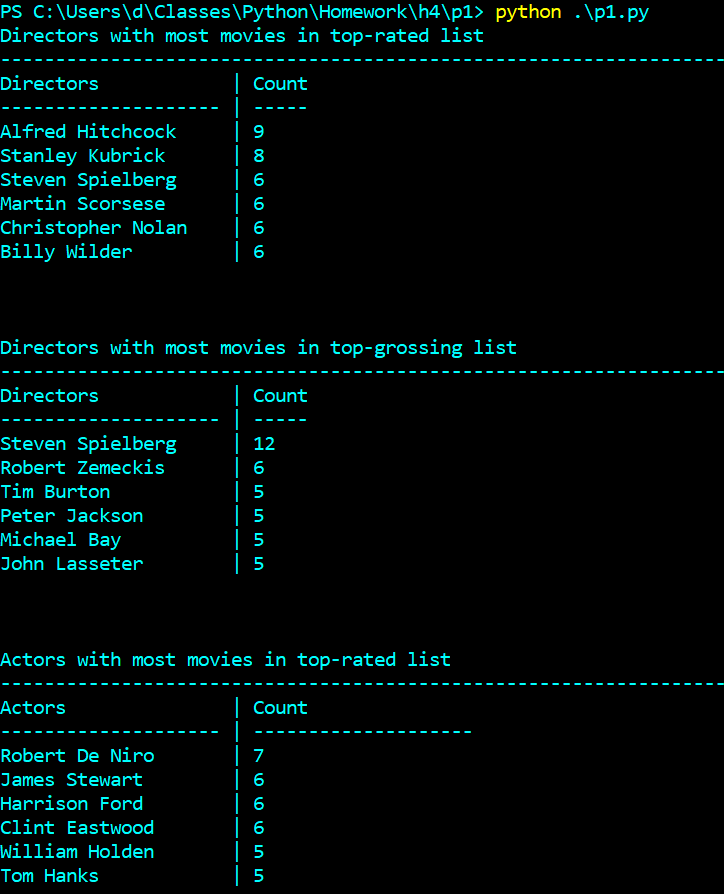 PS C:\Users\d\Classes\Python\Homework\h4\p1> python .\p1.py
Directors with most movies in top-rated list
------------------------------------------------------------------
Directors            | Count
-------------------- | -----
Alfred Hitchcock     | 9
Stanley Kubrick      | 8
Steven Spielberg     | 6
Martin Scorsese      | 6
Christopher Nolan    | 6
Billy Wilder         | 6
Directors with most movies in top-grossing list
------------------------------------------------------------------
Directors            | Count
-------------------- | -----
Steven Spielberg     | 12
Robert Zemeckis      | 6
Tim Burton           | 5
Peter Jackson        | 5
Michael Bay          | 5
John Lasseter        | 5
Actors with most movies in top-rated list
------------------------------------------------------------------
Actors               | Count
-------------------- | --------------------
Robert De Niro       | 7
James Stewart        | 6
Harrison Ford        | 6
Clint Eastwood       | 6
William Holden       | 5
Tom Hanks            | 5